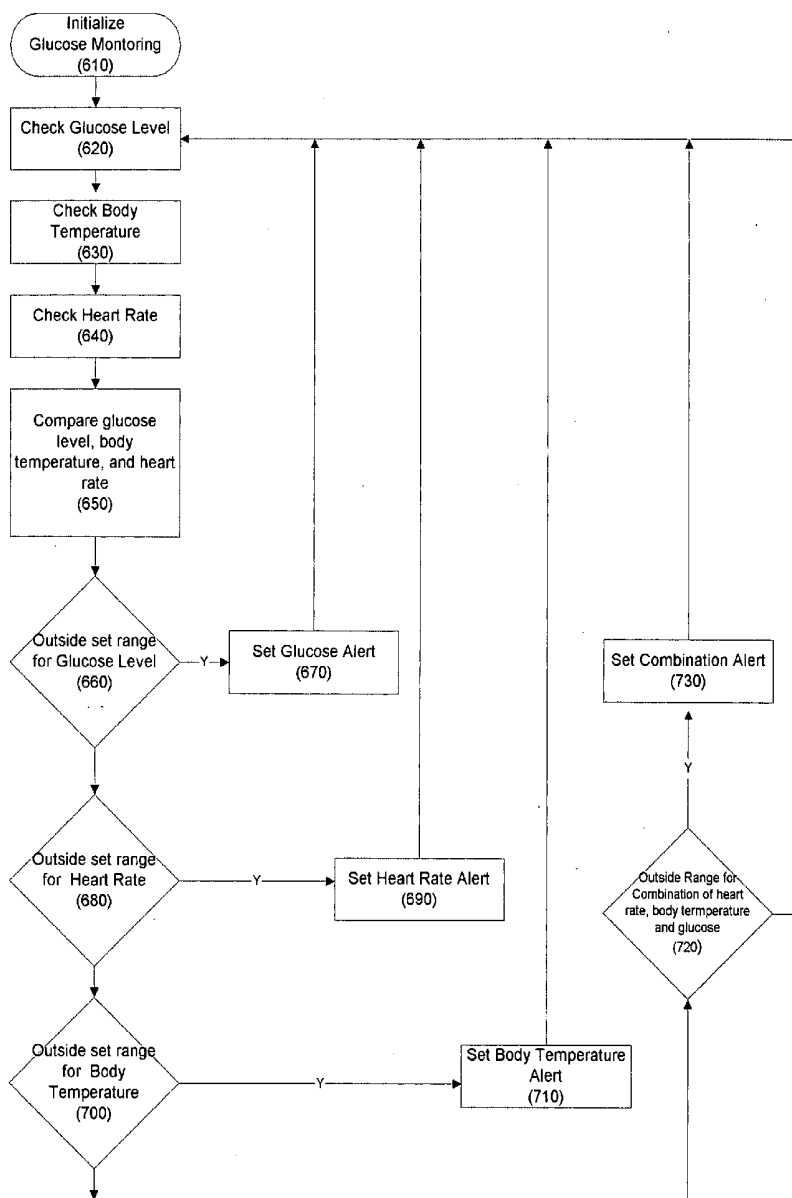 Initialize
Glucose Montoring
(610)
Check Glucose Level
(620)
Check Body
Temperature
(630)
Check Heart Rate
(640)
Compare glucose
level, body
temperature, and heart
rate
(650)
Outside set range
for Glucose Level
(660)
Y
Set Glucose Alert
(670)
Set Combination Alert
(730)
Y
Outside set range
for Heart Rate
(680)
Y
Set Heart Rate Alert
(690)
Outside Range for
Combination of heart
rate, body termperature
and glucose
(720)
Outside set range
for Body
Temperature
(700)
Y
Set Body Temperature
Alert
(710)